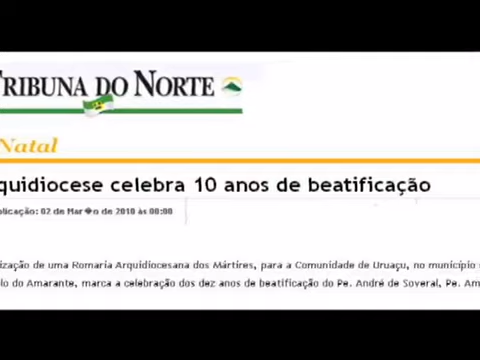 TRIBUNA DO NORTE
Natal
quidiocese celebra 10 anos de beatificação
blicação: 02 de Mar�o de 2010 às 00:00
ização de uma Romaria Arquidiocesana dos Mártires, para a Comunidade de Uruaçu, no município
lo do Amarante, marca a celebração dos dez anos de beatificação do Pe. André de Soveral, Pe. Am